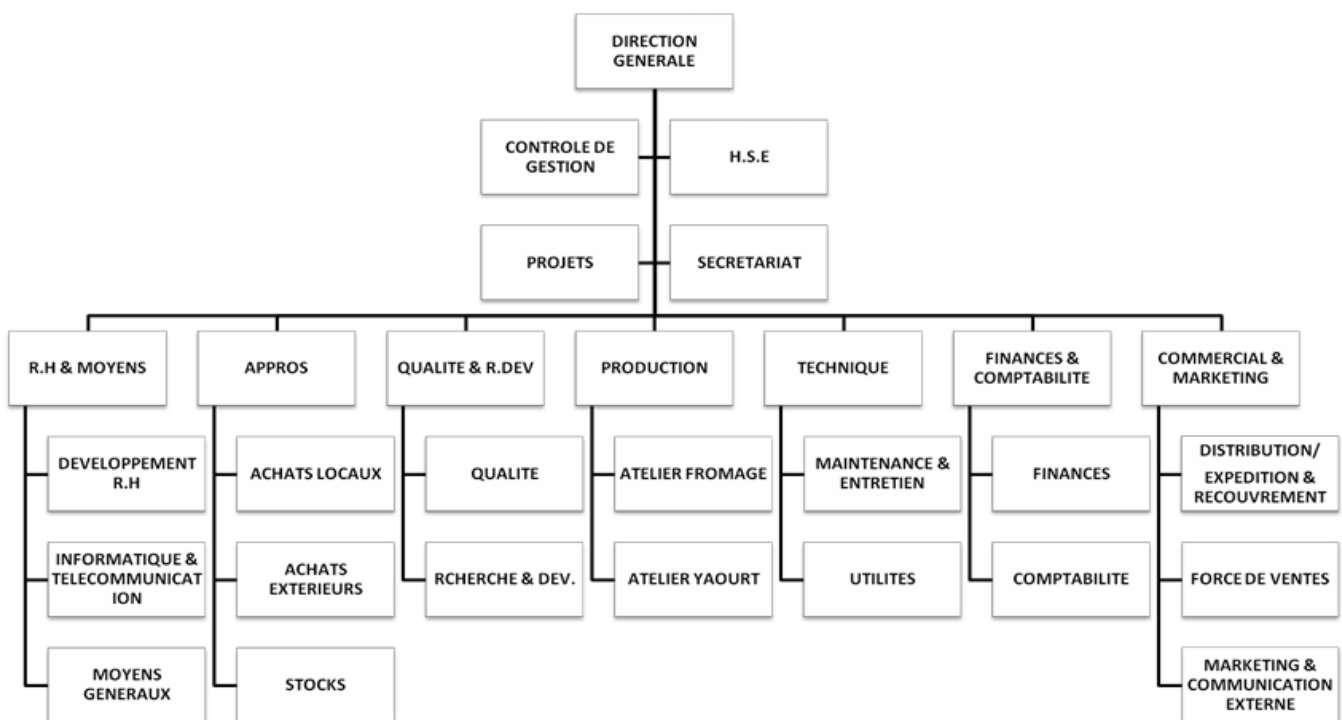 DIRECTION
GENERALE
CONTROLE DE
GESTION
H.S.E
PROJETS
SECRETARIAT
R.H & MOYENS
APPROS
QUALITE & R.DEV
PRODUCTION
TECHNIQUE
FINANCES &
COMPTABILITE
COMMERCIAL &
MARKETING
DEVELOPPEMENT
R.H
ACHATS LOCAUX
QUALITE
ATELIER FROMAGE
MAINTENANCE &
ENTRETIEN
FINANCES
DISTRIBUTION/
EXPEDITION &
RECOUVREMENT
INFORMATIQUE &
TELECOMMUNICAT
ION
ACHATS
EXTERIEURS
RCHERCHE & DEV.
ATELIER YAOURT
UTILITES
COMPTABILITE
FORCE DE VENTES
MOYENS
GENERAUX
STOCKS
MARKETING &
COMMUNICATION
EXTERNE